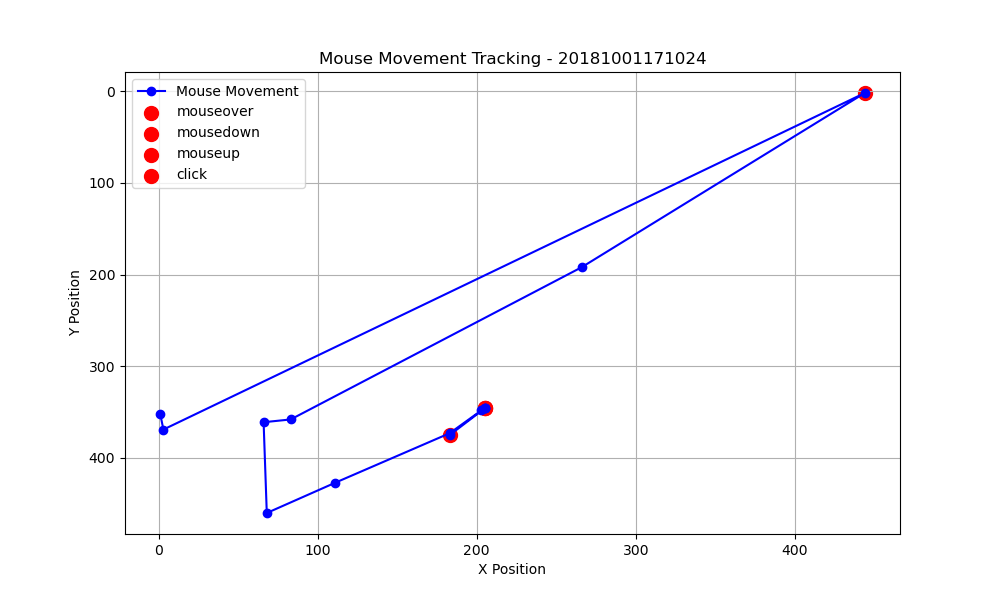 Mouse Movement Tracking - 20181001171024
Mouse Movement
mouseover
mousedown
mouseup
click
0
100
200
300
400
Y Position
0
100
200
300
400
X Position